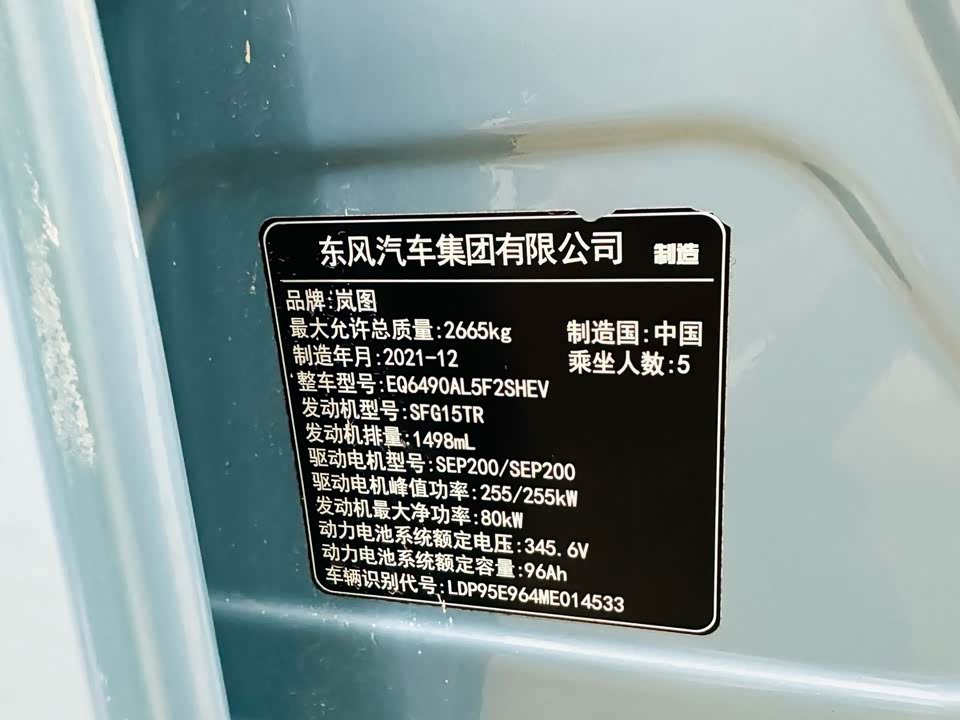 东风汽车集团有限公司 制造
品牌:岚图
最大允许总质量:2665kg 制造国:中国
制造年月:2021-12 乘坐人数:5
整车型号:EQ6490AL5F2SHEV
发动机型号:SFG15TR
发动机排量:1498mL
驱动电机型号:SEP200/SEP200
驱动电机峰值功率:255/255kW
发动机最大净功率:80kW
动力电池系统额定电压:345.6V
动力电池系统额定容量:96Ah
车辆识别代号:LDP95E964ME014533